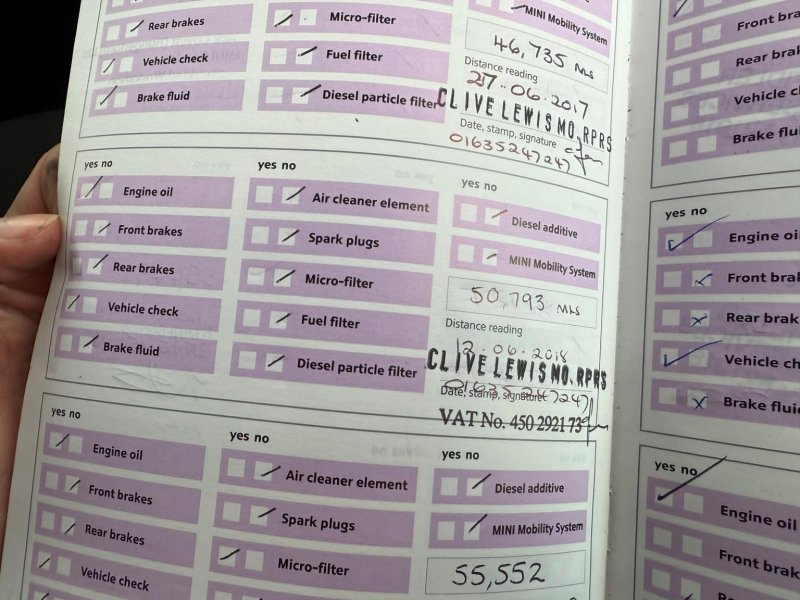 Rear brakes
Vehicle check
Brake fluid
Micro-filter
Fuel filter
Diesel particle filter
MINI Mobility System
46,735 MLS
Distance reading
27.06.2017
CLIVE LEWIS MO. RPRS
Date, stamp, signature
01635247247
yes no
Engine oil
Front brakes
Rear brakes
Vehicle check
Brake fluid
yes no
Air cleaner element
Spark plugs
Micro-filter
Fuel filter
Diesel particle filter
yes no
Diesel additive
MINI Mobility System
50,793 MLS
Distance reading
06.2018
CLIVE LEWIS MO. RPRS
Date, stamp, signature
01635247247
VAT No. 450 2921 73
yes no
Engine oil
Front brakes
Rear brakes
Vehicle check
yes no
Air cleaner element
Spark plugs
Micro-filter
yes no
Diesel additive
MINI Mobility System
55,552
Front bra
Rear brak
Vehicle c
Brake flui
yes no
Engine oi
Front bral
Rear brak
Vehicle ch
Brake fluid
yes no
Engine oil
Front brak